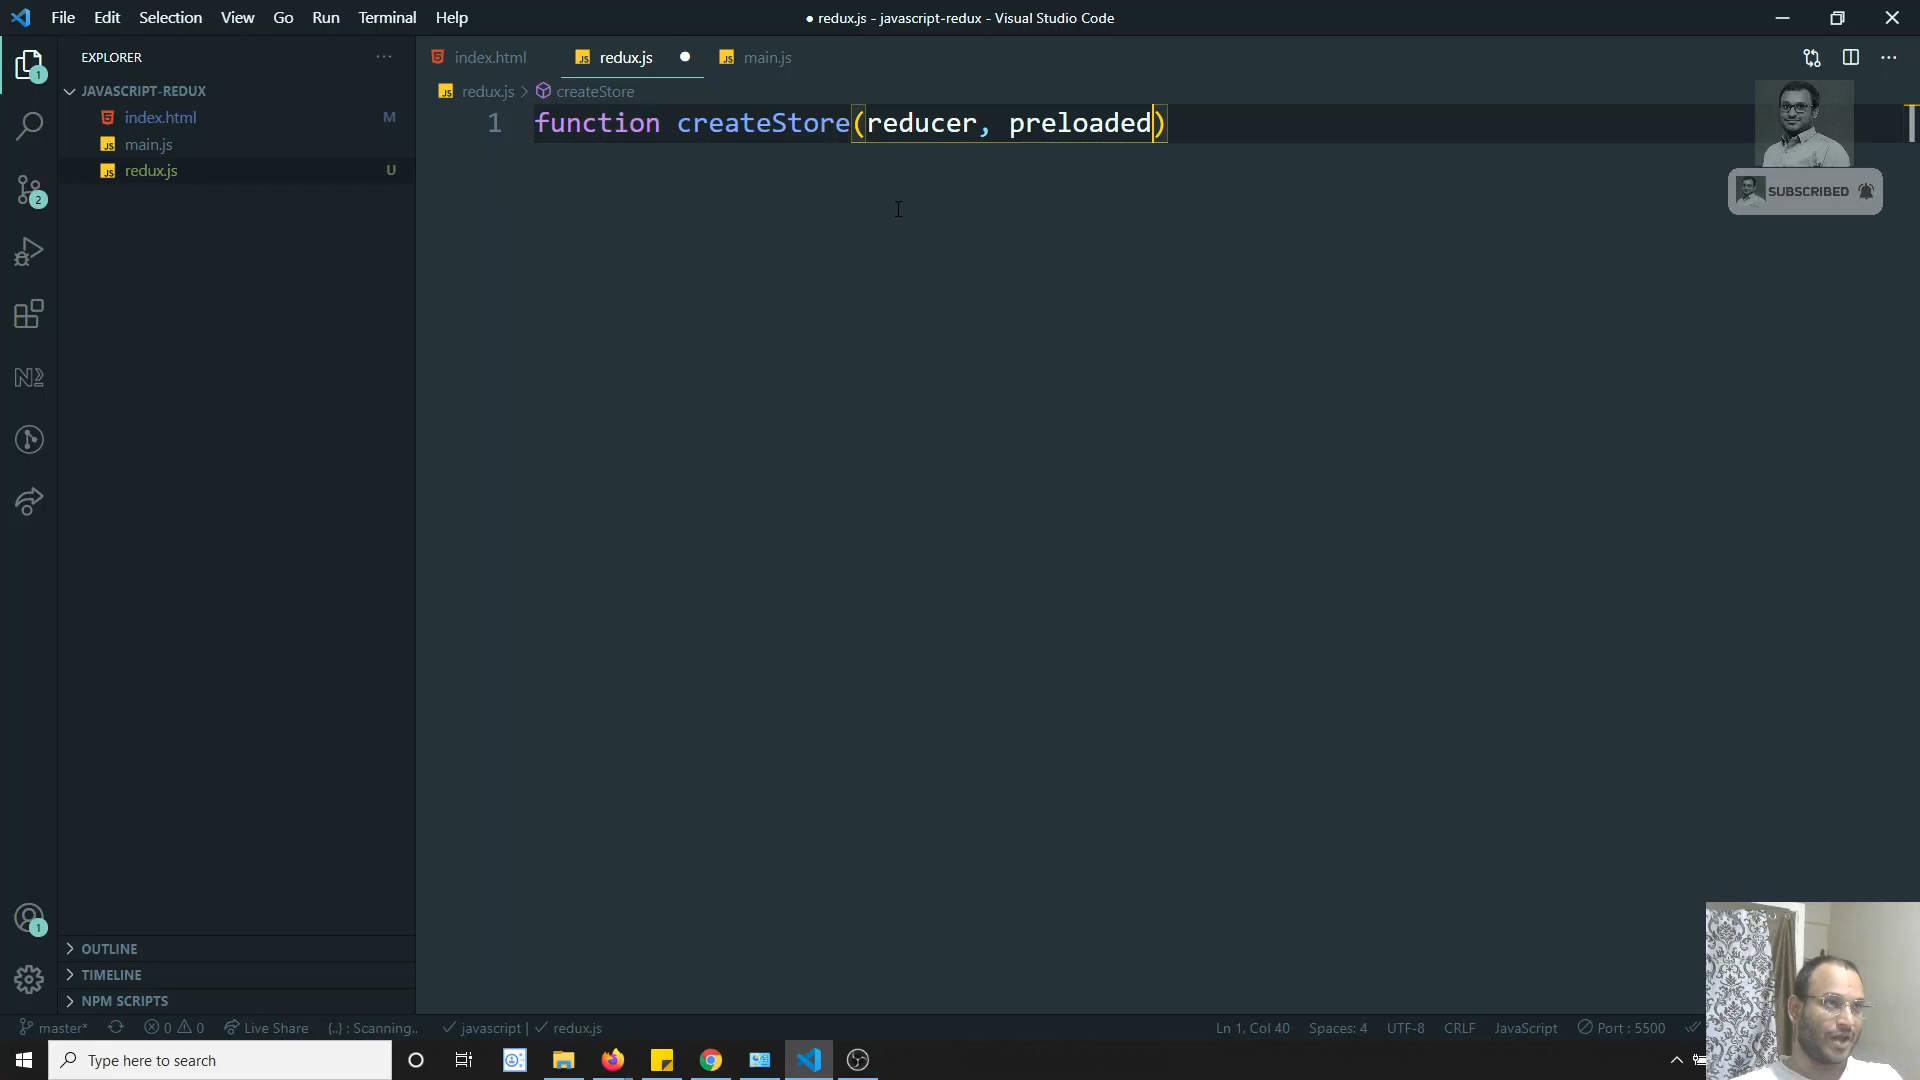 File Edit Selection View Go Run Terminal Help
● redux.js - javascript-redux - Visual Studio Code
EXPLORER
index.html
redux.js
main.js
JAVASCRIPT-REDUX
redux.js > createStore
index.html M
1 function createStore(reducer, preloaded)
main.js
redux.js U
SUBSCRIBED
1
2
1
OUTLINE
TIMELINE
NPM SCRIPTS
master* 0 0 Live Share {..} : Scanning.. javascript | redux.js Ln 1, Col 40 Spaces: 4 UTF-8 CRLF JavaScript Port : 5500
Type here to search